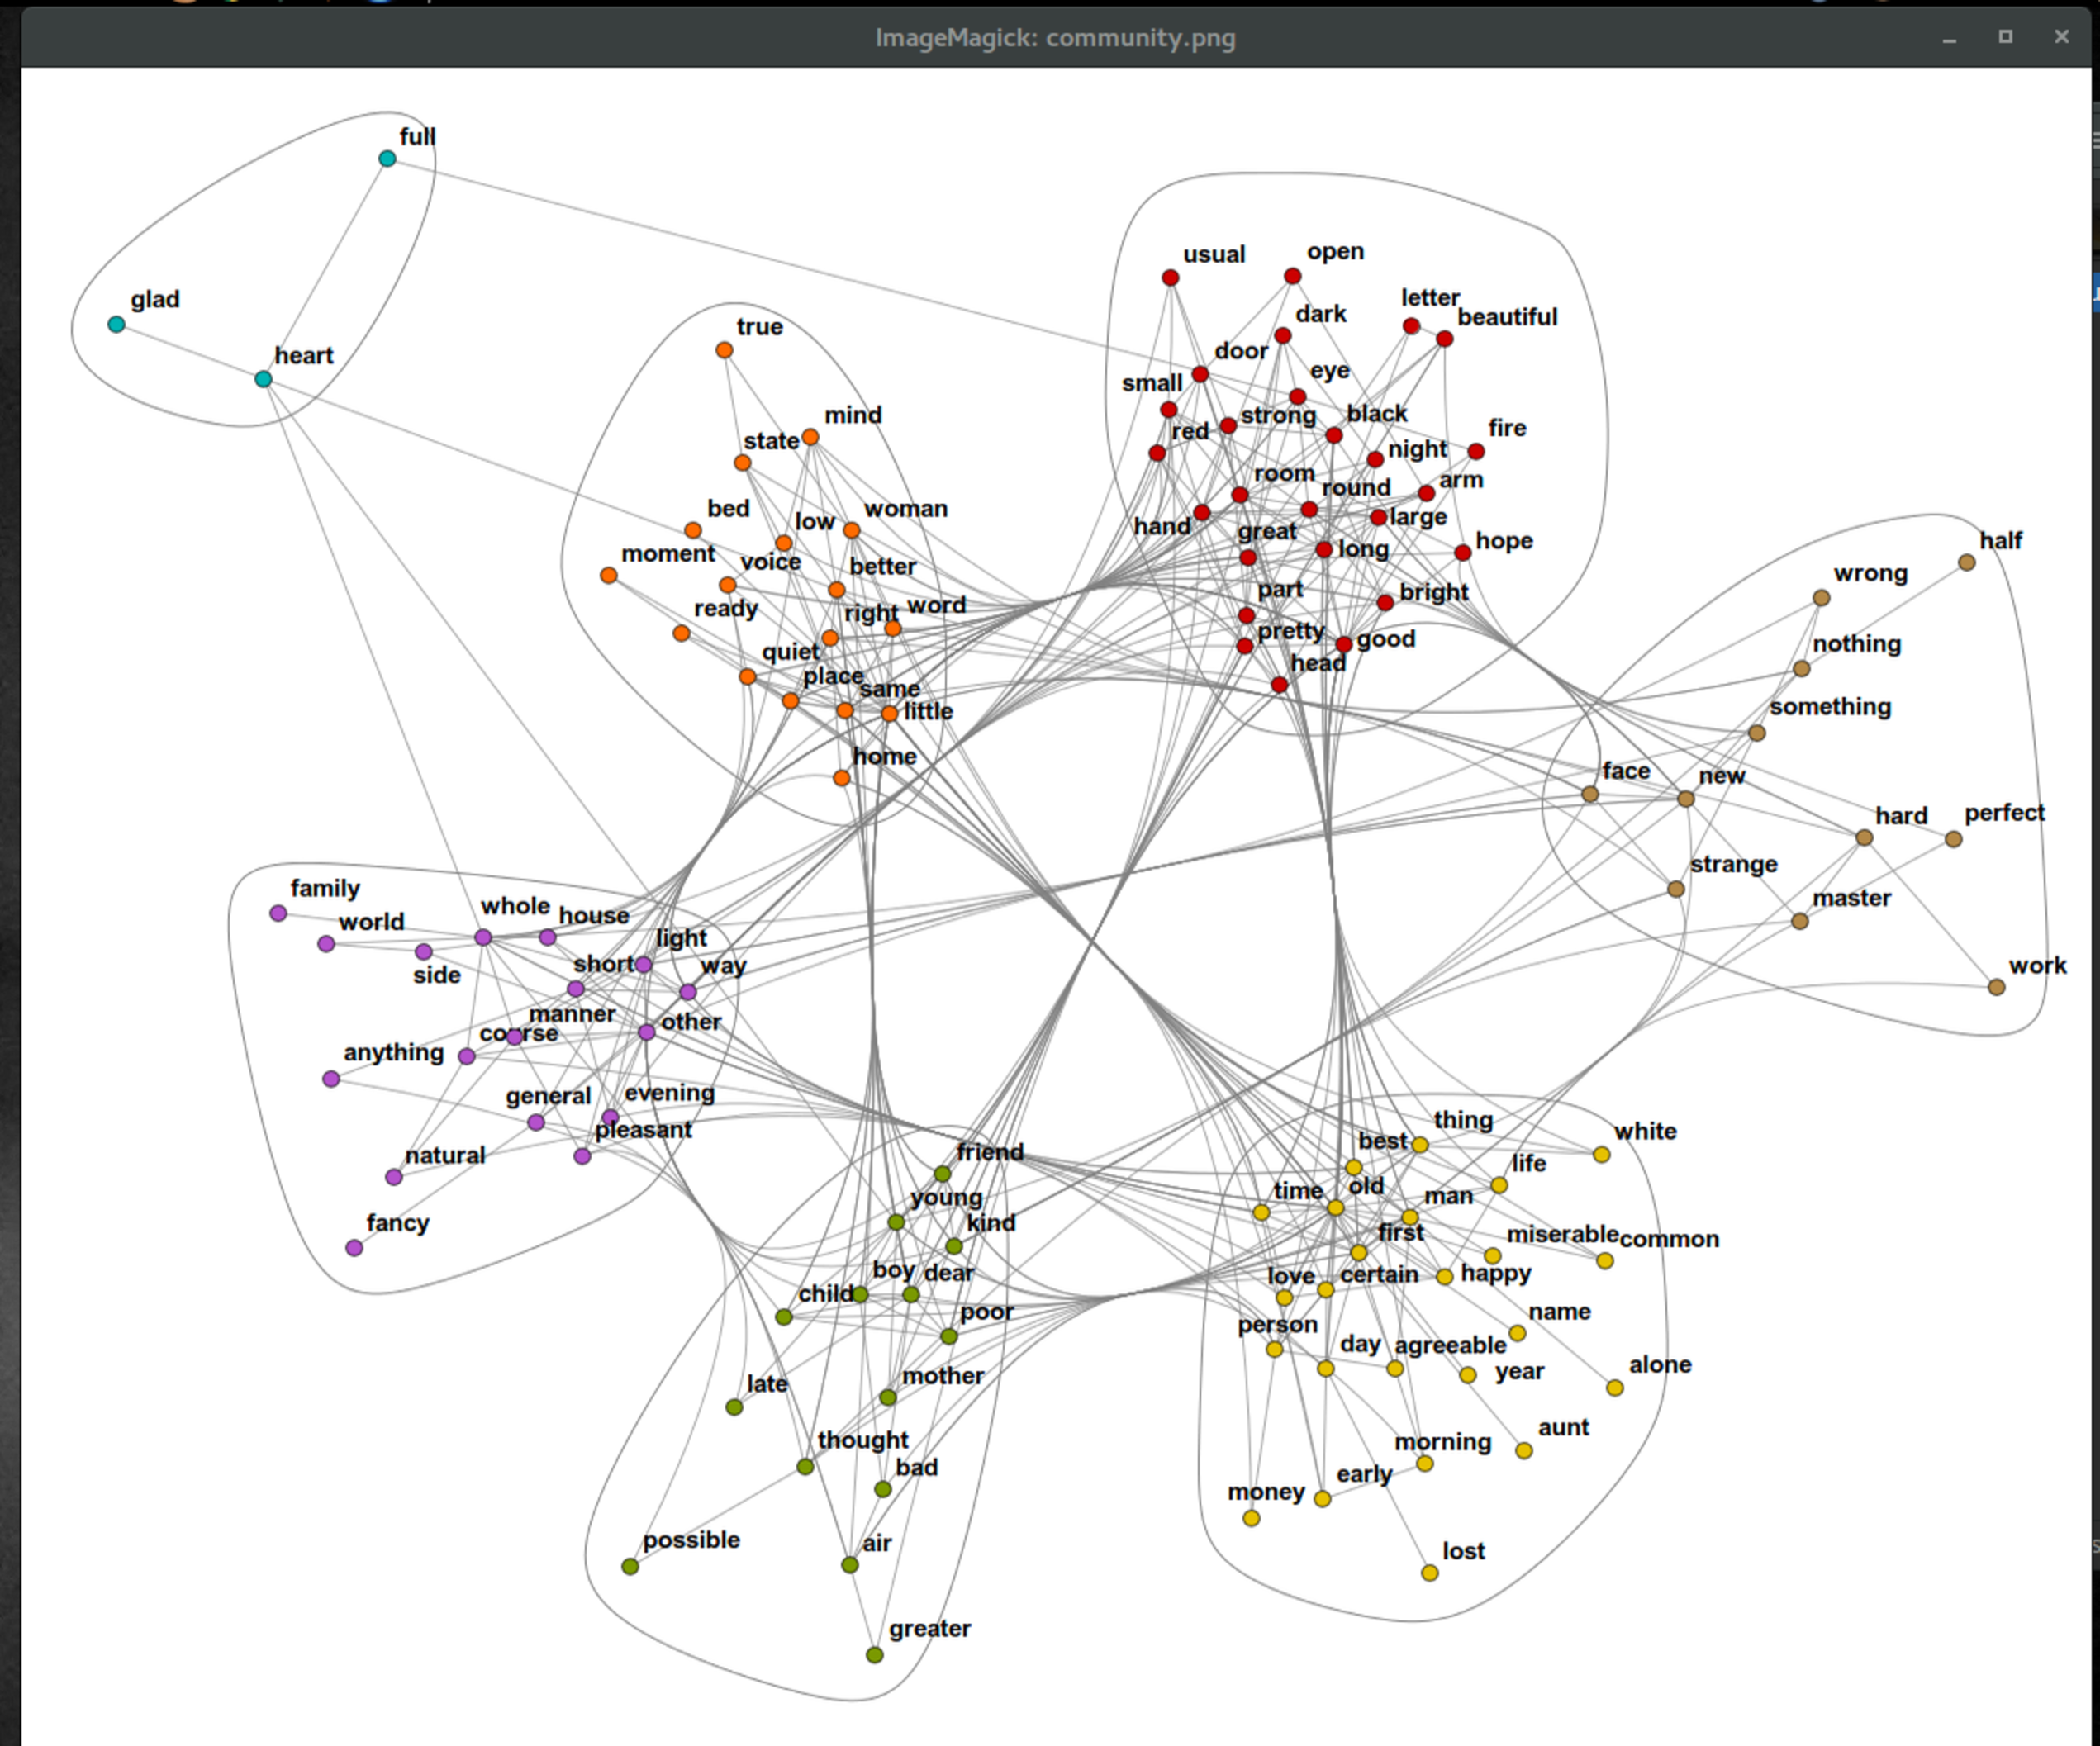 ImageMagick: community.png
full
glad
heart
true
mind
state
bed
low
woman
moment
voice
better
ready
right
word
quiet
place
same
little
home
usual
open
dark
letter
beautiful
door
eye
small
strong
black
red
night
fire
room
round
arm
hand
great
large
long
hope
part
bright
pretty
good
head
half
wrong
nothing
something
face
new
hard
perfect
strange
master
work
family
world
whole
house
side
light
short
way
manner
course
other
anything
general
evening
pleasant
natural
fancy
friend
young
kind
boy
dear
child
poor
late
mother
thought
bad
possible
air
greater
thing
best
white
life
time
old
man
first
miserable
common
love
certain
happy
person
name
day
agreeable
year
alone
aunt
morning
early
money
lost